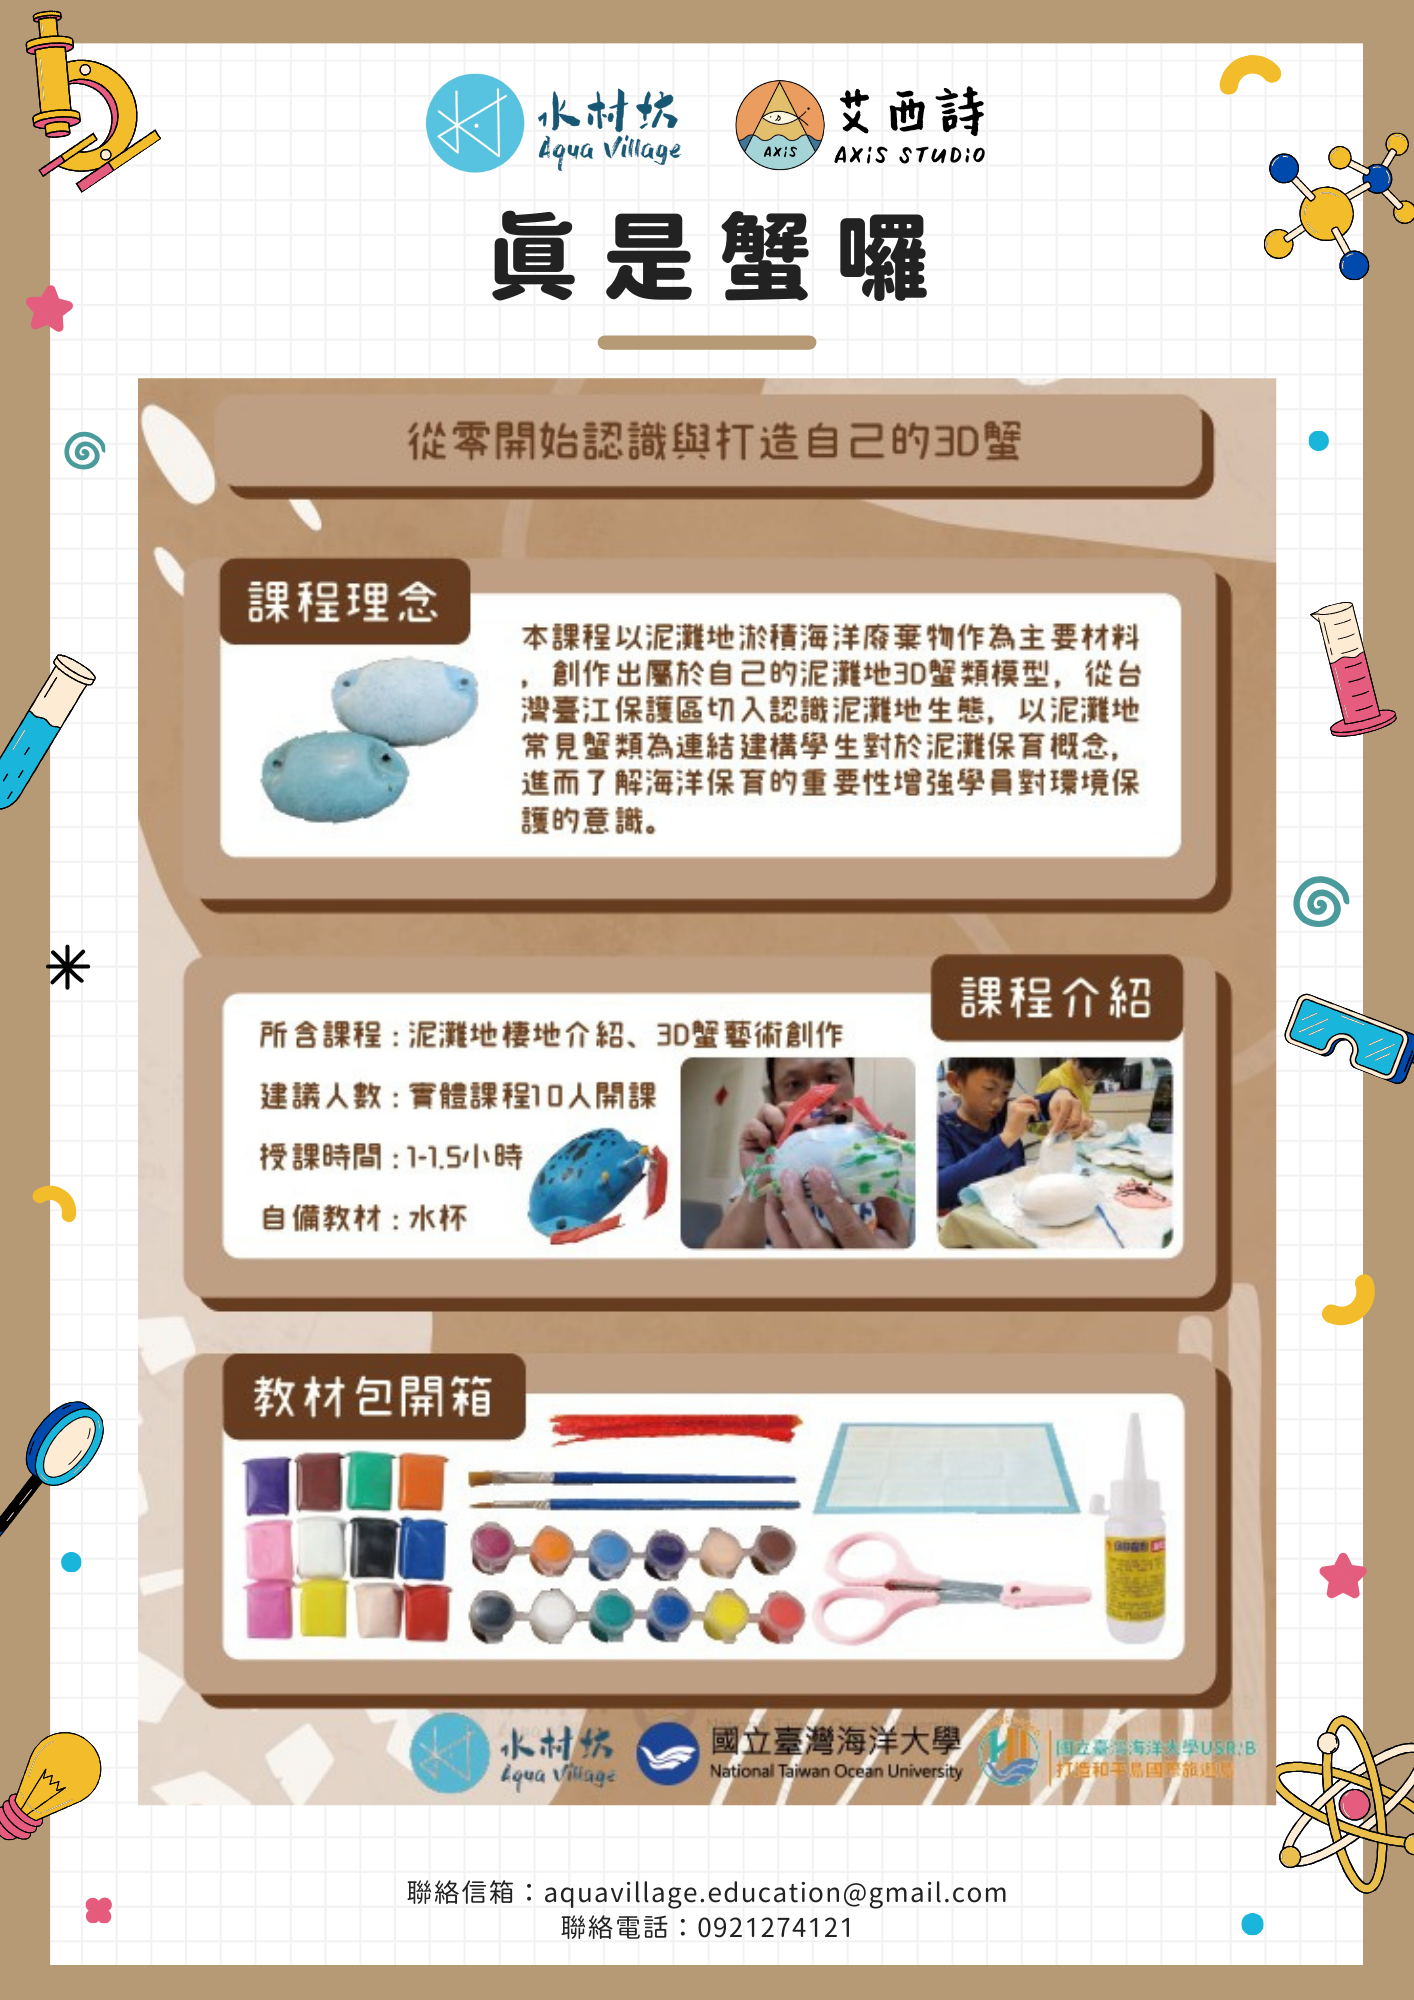 水村坊
Aqua Village
艾西詩
AXiS STUDiO
AXiS
真是蟹囉
從零開始認識與打造自己的3D蟹
課程理念
本課程以泥灘地淤積海洋廢棄物作為主要材料
，創作出屬於自己的泥灘地3D蟹類模型，從台
灣臺江保護區切入認識泥灘地生態，以泥灘地
常見蟹類為連結建構學生對於泥灘保育概念，
進而了解海洋保育的重要性增強學員對環境保
護的意識。
課程介紹
所含課程：泥灘地棲地介紹、3D蟹藝術創作
建議人數：實體課程10人開課
授課時間：1-1.5小時
自備教材：水杯
教材包開箱
水村坊
Aqua Village
國立臺灣海洋大學
National Taiwan Ocean University
國立臺灣海洋大學USR/B
打造和平島國際旅遊島
聯絡信箱：aquavillage.education@gmail.com
聯絡電話：0921274121